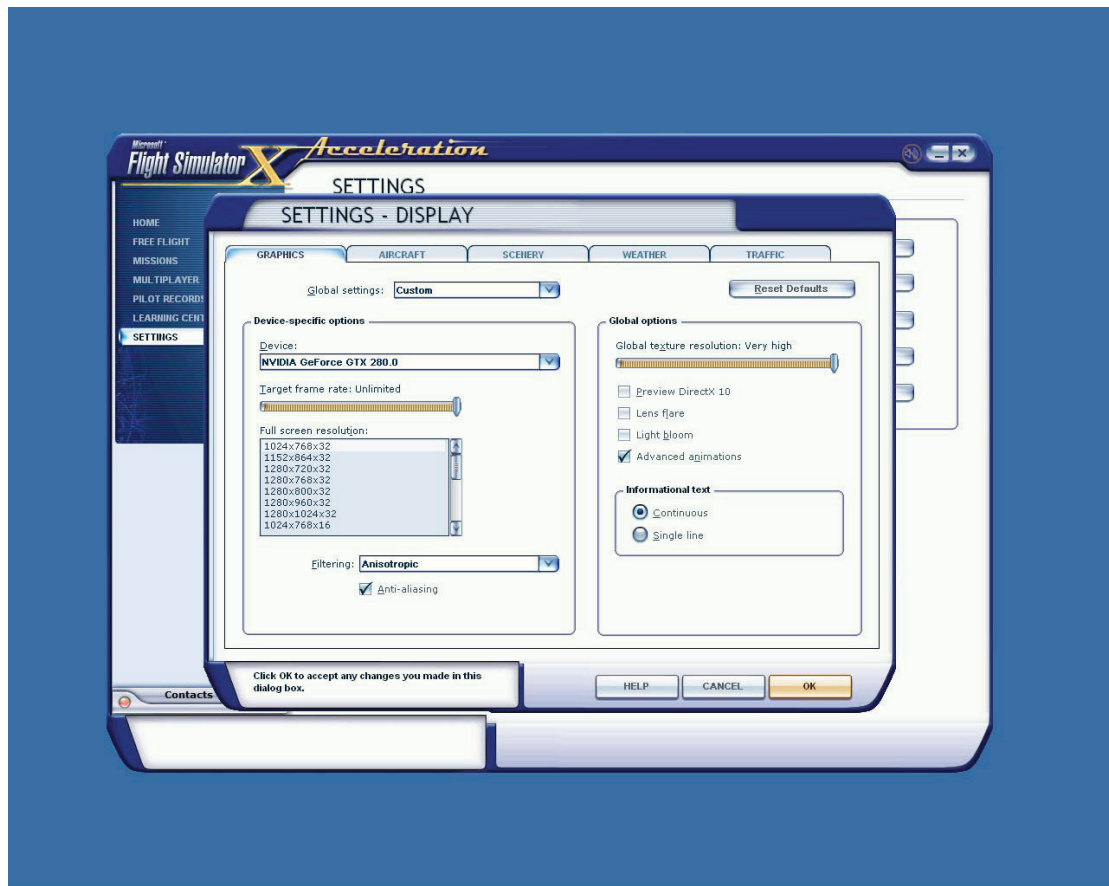 Microsoft
Flight Simulator X Acceleration
SETTINGS
SETTINGS - DISPLAY
HOME
FREE FLIGHT
MISSIONS
MULTIPLAYER
PILOT RECORDS
LEARNING CENT
SETTINGS
GRAPHICS AIRCRAFT SCENERY WEATHER TRAFFIC
Global settings: Custom
Reset Defaults
Device-specific options
Device:
NVIDIA GeForce GTX 280.0
Target frame rate: Unlimited
Full screen resolution:
1024x768x32
1152x864x32
1280x720x32
1280x768x32
1280x800x32
1280x960x32
1280x1024x32
1024x768x16
Filtering: Anisotropic
Anti-aliasing
Global options
Global texture resolution: Very high
Preview DirectX 10
Lens flare
Light bloom
Advanced animations
Informational text
Continuous
Single line
Click OK to accept any changes you made in this
dialog box.
HELP CANCEL OK
Contacts